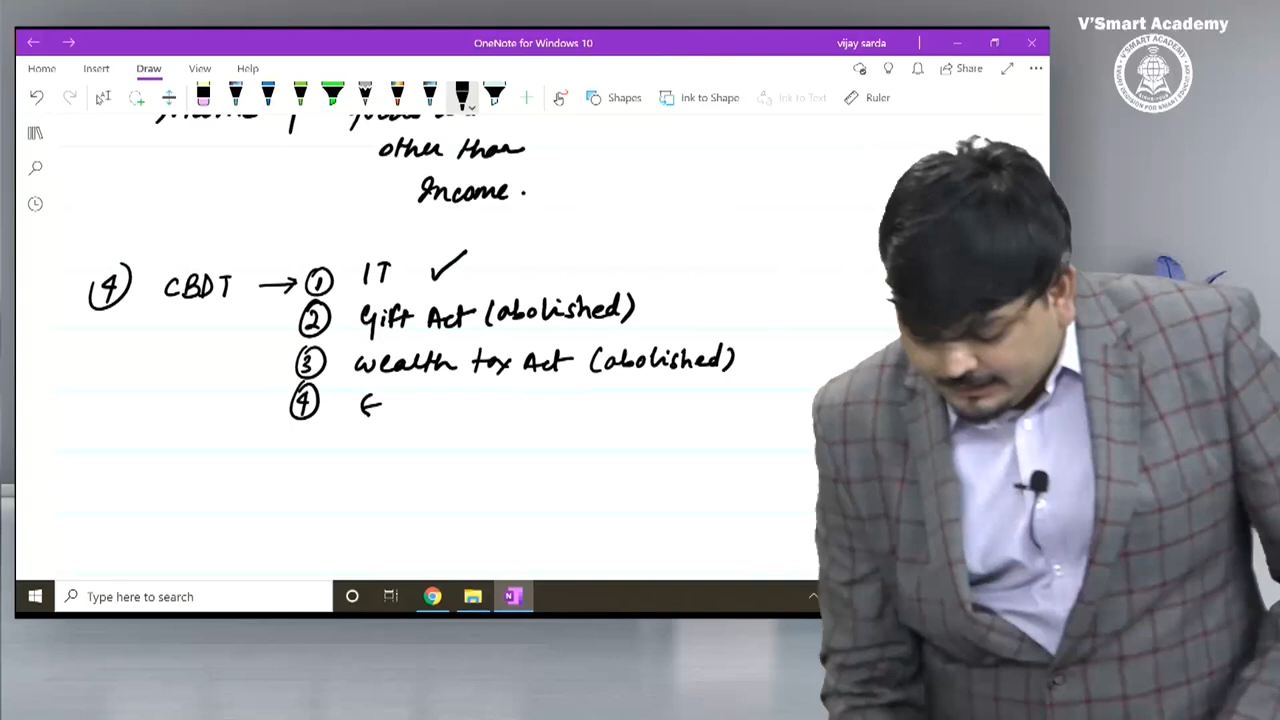 V'Smart Academy
OneNote for Windows 10
vijay sarda
Home Insert Draw View Help
Share
Shapes
Ink to Shape
Ink to Text
Ruler
other than
Income.
④ CBDT → ① IT ✓
② Gift Act (abolished)
③ wealth tax Act (abolished)
④ E
Type here to search